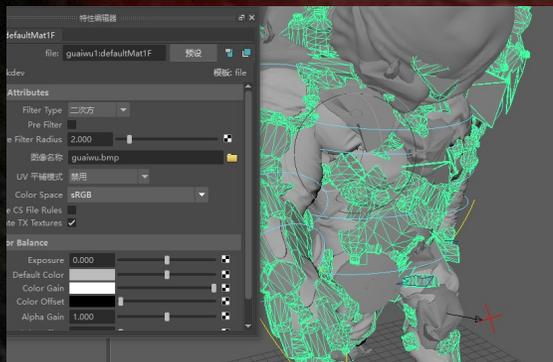 特性编辑器
defaultMat1F
file: guaiwu1:defaultMat1F 预设
kdev 模板: file
Attributes
Filter Type 二次方
Pre Filter
e Filter Radius 2.000
图像名称 guaiwu.bmp
UV 平铺模式 禁用
Color Space sRGB
e CS File Rules
te TX Textures
or Balance
Exposure 0.000
Default Color
Color Gain
Color Offset
Alpha Gain 1.000